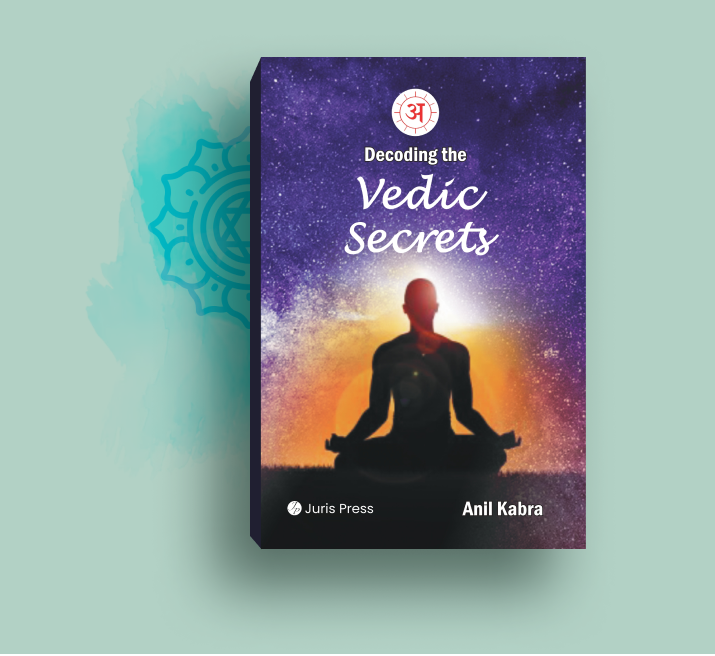 अ
Decoding the
Vedic
Secrets
Juris Press
Anil Kabra